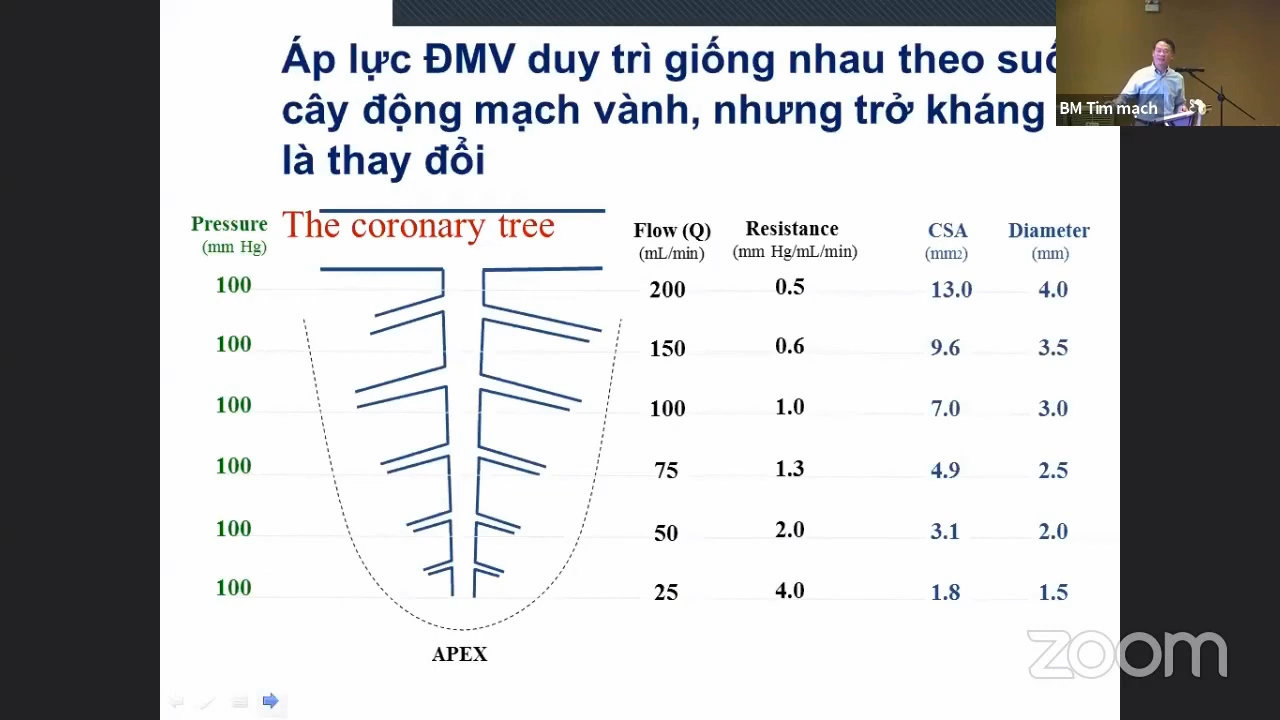 Áp lực ĐMV duy trì giống nhau theo
cây động mạch vành, nhưng trở kháng
là thay đổi
BM Tim mạch
The coronary tree
Pressure Flow (Q) Resistance CSA Diameter
(mm Hg) (mL/min) (mm Hg/mL/min) (mm2) (mm)
100 200 0.5 13.0 4.0
100 150 0.6 9.6 3.5
100 100 1.0 7.0 3.0
100 75 1.3 4.9 2.5
100 50 2.0 3.1 2.0
100 25 4.0 1.8 1.5
APEX
zoom